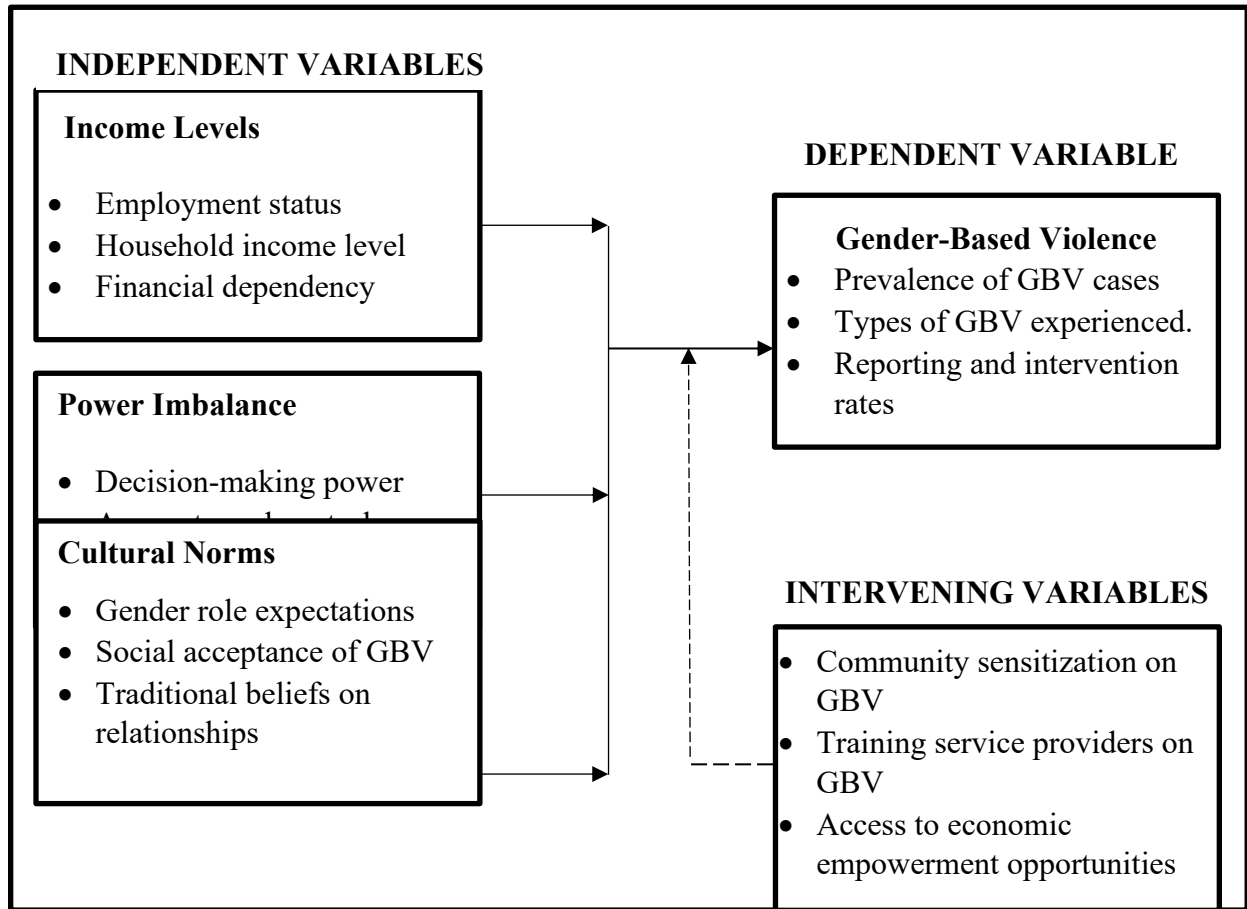 INDEPENDENT VARIABLES
Income Levels
• Employment status
• Household income level
• Financial dependency
Power Imbalance
• Decision-making power
Cultural Norms
• Gender role expectations
• Social acceptance of GBV
• Traditional beliefs on
relationships
DEPENDENT VARIABLE
Gender-Based Violence
• Prevalence of GBV cases
• Types of GBV experienced.
• Reporting and intervention
rates
INTERVENING VARIABLES
• Community sensitization on
GBV
• Training service providers on
GBV
• Access to economic
empowerment opportunities